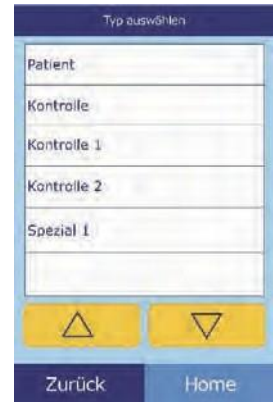 Typ auswählen
Patient
Kontrolle
Kontrolle 1
Kontrolle 2
Spezial 1
Zurück Home